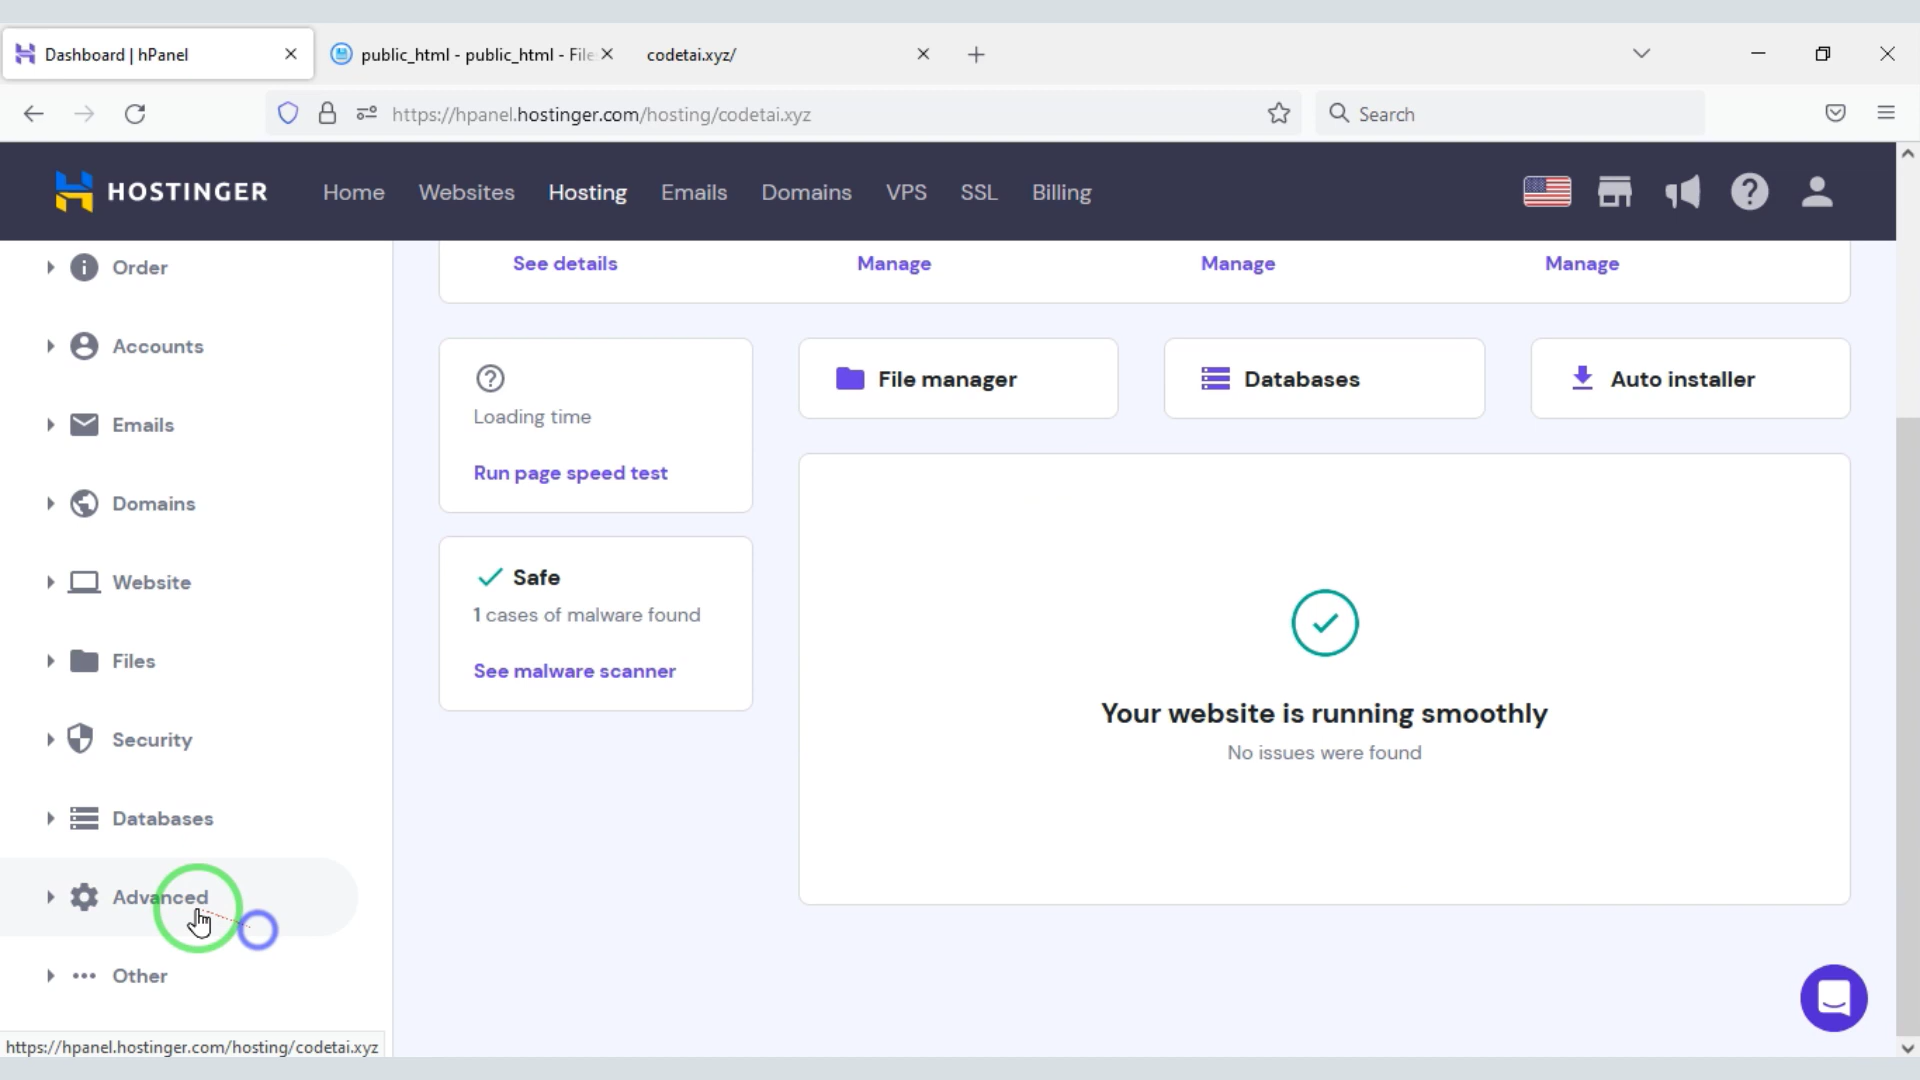 Dashboard | hPanel
public_html - public_html - File
codetai.xyz/
https://hpanel.hostinger.com/hosting/codetai.xyz
Search
HOSTINGER
Home
Websites
Hosting
Emails
Domains
VPS
SSL
Billing
Order
Accounts
Emails
Domains
Website
Files
Security
Databases
Advanced
Other
See details
Manage
Manage
Manage
Loading time
Run page speed test
File manager
Databases
Auto installer
Safe
1 cases of malware found
See malware scanner
Your website is running smoothly
No issues were found
https://hpanel.hostinger.com/hosting/codetai.xyz